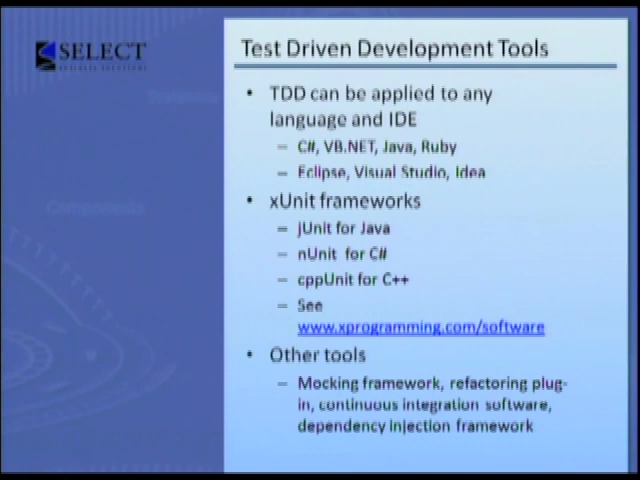 SELECT
Test Driven Development Tools
• TDD can be applied to any
language and IDE
– C#, VB.NET, Java, Ruby
– Eclipse, Visual Studio, Idea
• xUnit frameworks
– jUnit for Java
– nUnit for C#
– cppUnit for C++
– See
www.xprogramming.com/software
• Other tools
– Mocking framework, refactoring plug-
in, continuous integration software,
dependency injection framework
Components